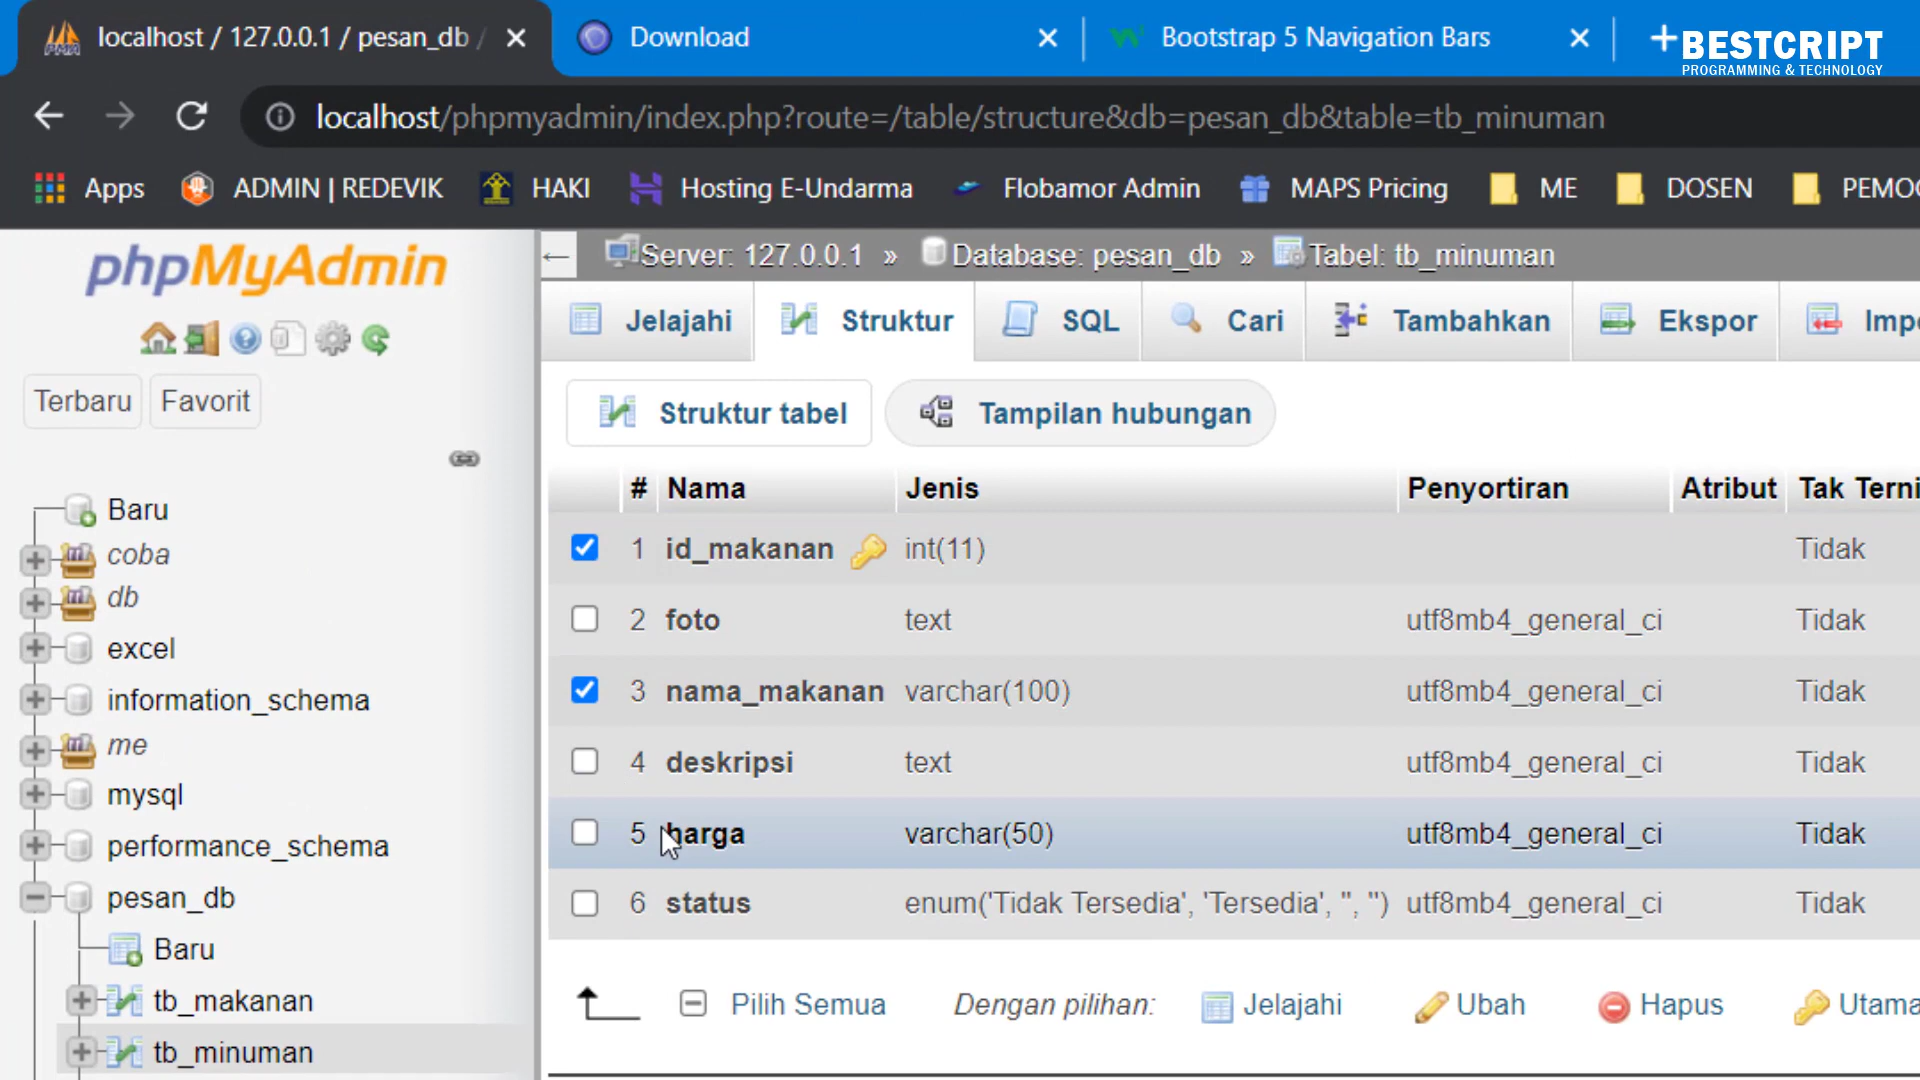 localhost / 127.0.0.1 / pesan_db /
Download
Bootstrap 5 Navigation Bars
BESTCRIPT
PROGRAMMING & TECHNOLOGY
localhost/phpmyadmin/index.php?route=/table/structure&db=pesan_db&table=tb_minuman
Apps
ADMIN | REDEVIK
HAKI
Hosting E-Undarma
Flobamor Admin
MAPS Pricing
ME
DOSEN
PEMO
phpMyAdmin
Terbaru
Favorit
Baru
coba
db
excel
information_schema
me
mysql
performance_schema
pesan_db
Baru
tb_makanan
tb_minuman
Server: 127.0.0.1 » Database: pesan_db » Tabel: tb_minuman
Jelajahi
Struktur
SQL
Cari
Tambahkan
Ekspor
Impo
Struktur tabel
Tampilan hubungan
# Nama Jenis Penyortiran Atribut Tak Terni
1 id_makanan int(11) Tidak
2 foto text utf8mb4_general_ci Tidak
3 nama_makanan varchar(100) utf8mb4_general_ci Tidak
4 deskripsi text utf8mb4_general_ci Tidak
5 harga varchar(50) utf8mb4_general_ci Tidak
6 status enum('Tidak Tersedia', 'Tersedia', '', '') utf8mb4_general_ci Tidak
Pilih Semua
Dengan pilihan:
Jelajahi
Ubah
Hapus
Utama